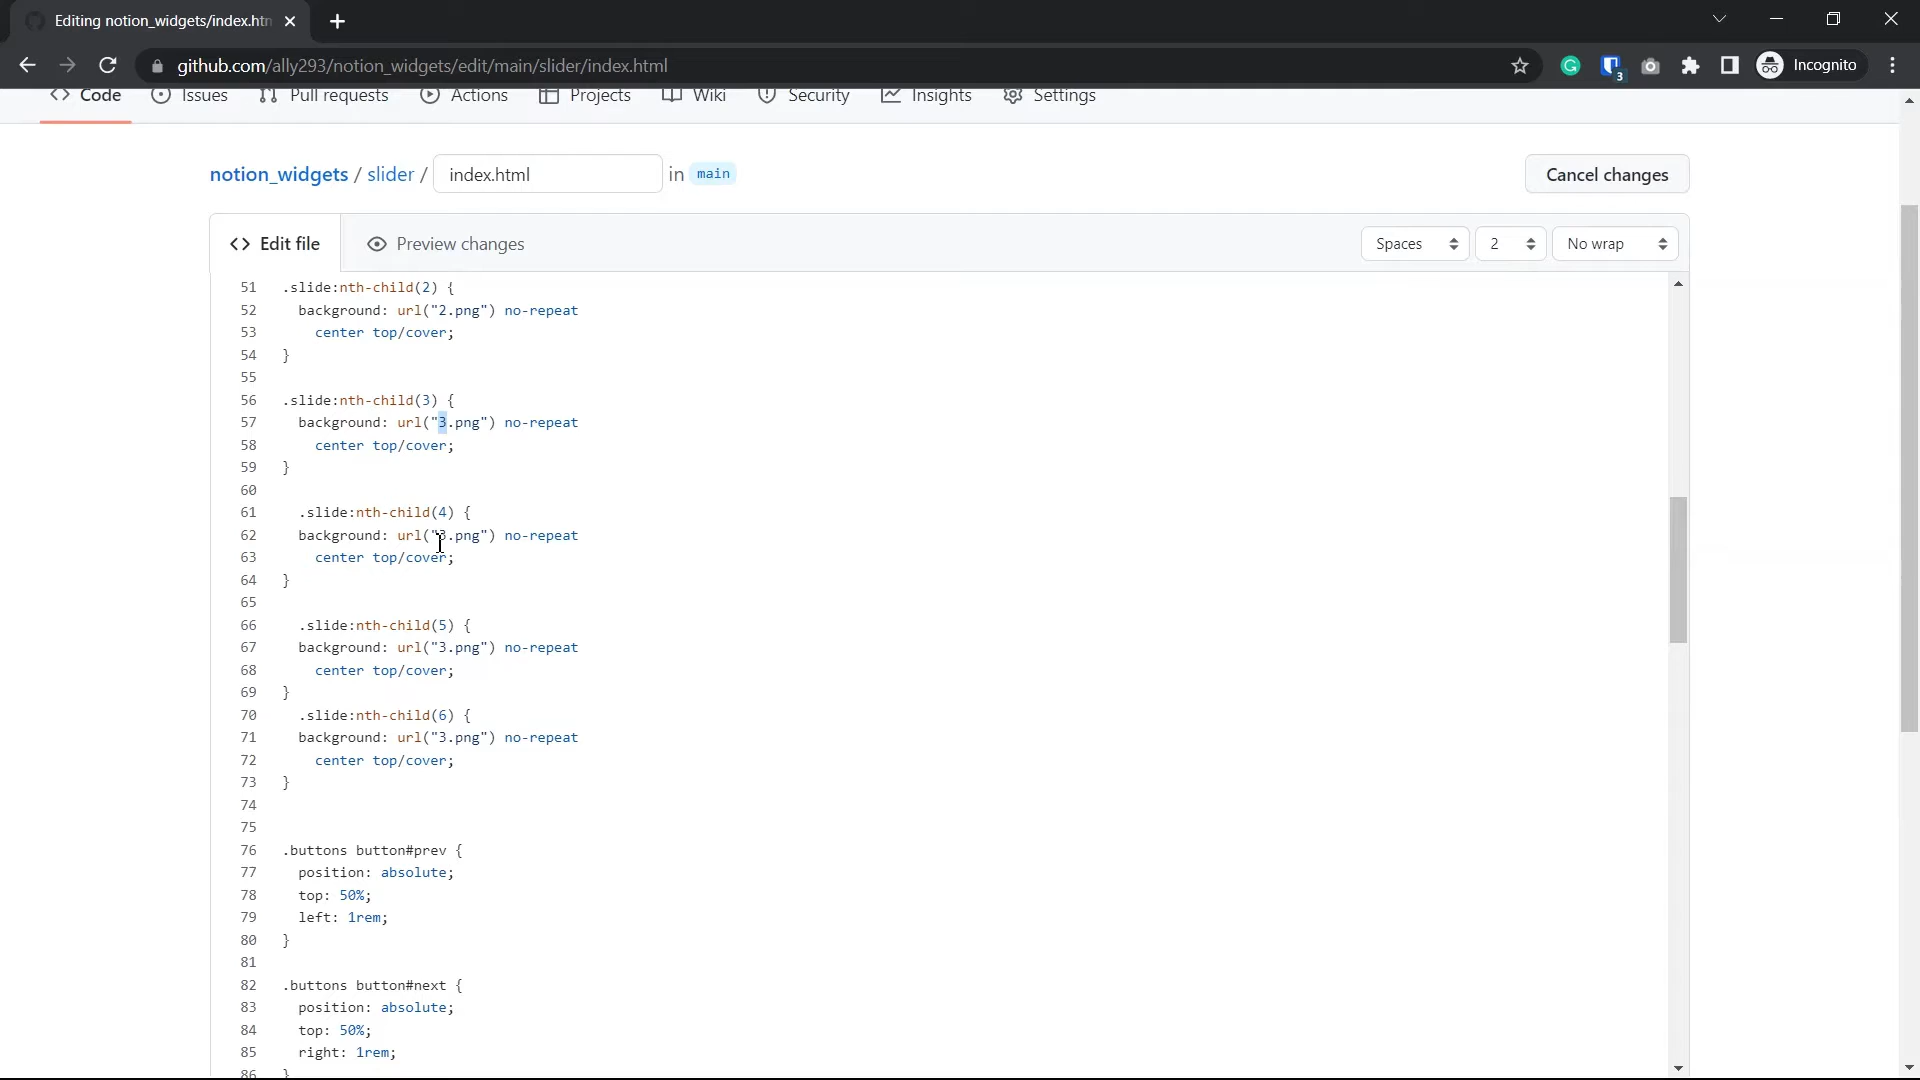 Editing notion_widgets/index.htm
github.com/ally293/notion_widgets/edit/main/slider/index.html
3
Incognito
Code
Issues
Pull requests
Actions
Projects
Wiki
Security
Insights
Settings
notion_widgets / slider / index.html in main
Cancel changes
<> Edit file
Preview changes
Spaces
2
No wrap
51 .slide:nth-child(2) {
52 background: url("2.png") no-repeat
53 center top/cover;
54 }
55
56 .slide:nth-child(3) {
57 background: url("3.png") no-repeat
58 center top/cover;
59 }
60
61 .slide:nth-child(4) {
62 background: url("3.png") no-repeat
63 center top/cover;
64 }
65
66 .slide:nth-child(5) {
67 background: url("3.png") no-repeat
68 center top/cover;
69 }
70 .slide:nth-child(6) {
71 background: url("3.png") no-repeat
72 center top/cover;
73 }
74
75
76 .buttons button#prev {
77 position: absolute;
78 top: 50%;
79 left: 1rem;
80 }
81
82 .buttons button#next {
83 position: absolute;
84 top: 50%;
85 right: 1rem;
86 }